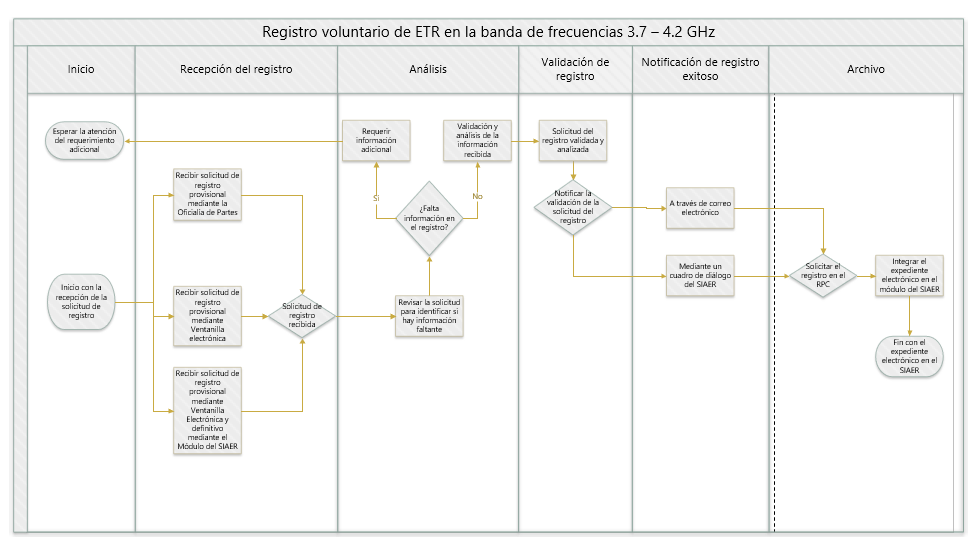 Registro voluntario de ETR en la banda de frecuencias 3.7 – 4.2 GHz
Inicio
Recepción del registro
Análisis
Validación de
registro
Notificación de registro
exitoso
Archivo
Esperar la atención
del requerimiento
adicional
Inicio con la
recepción de la
solicitud de
registro
Recibir solicitud de
registro
provisional
mediante la
Oficialía de Partes
Recibir solicitud de
registro
provisional
mediante
Ventanilla
electrónica
Recibir solicitud de
registro
provisional
mediante
Ventanilla
Electrónica y
definitivo
mediante el
Módulo del SIAER
Solicitud de
registro
recibida
Requerir
información
adicional
Validación y
análisis de la
información
recibida
Si
No
¿Falta
información en
el registro?
Revisar la solicitud
para identificar si
hay información
faltante
Solicitud del
registro validada y
analizada
Notificar la
validación de la
solicitud del
registro
A través de correo
electrónico
Mediante un
cuadro de diálogo
del SIAER
Solicitar el
registro en el
RPC
Integrar el
expediente
electrónico en el
módulo del SIAER
Fin con el
expediente
electrónico en el
SIAER